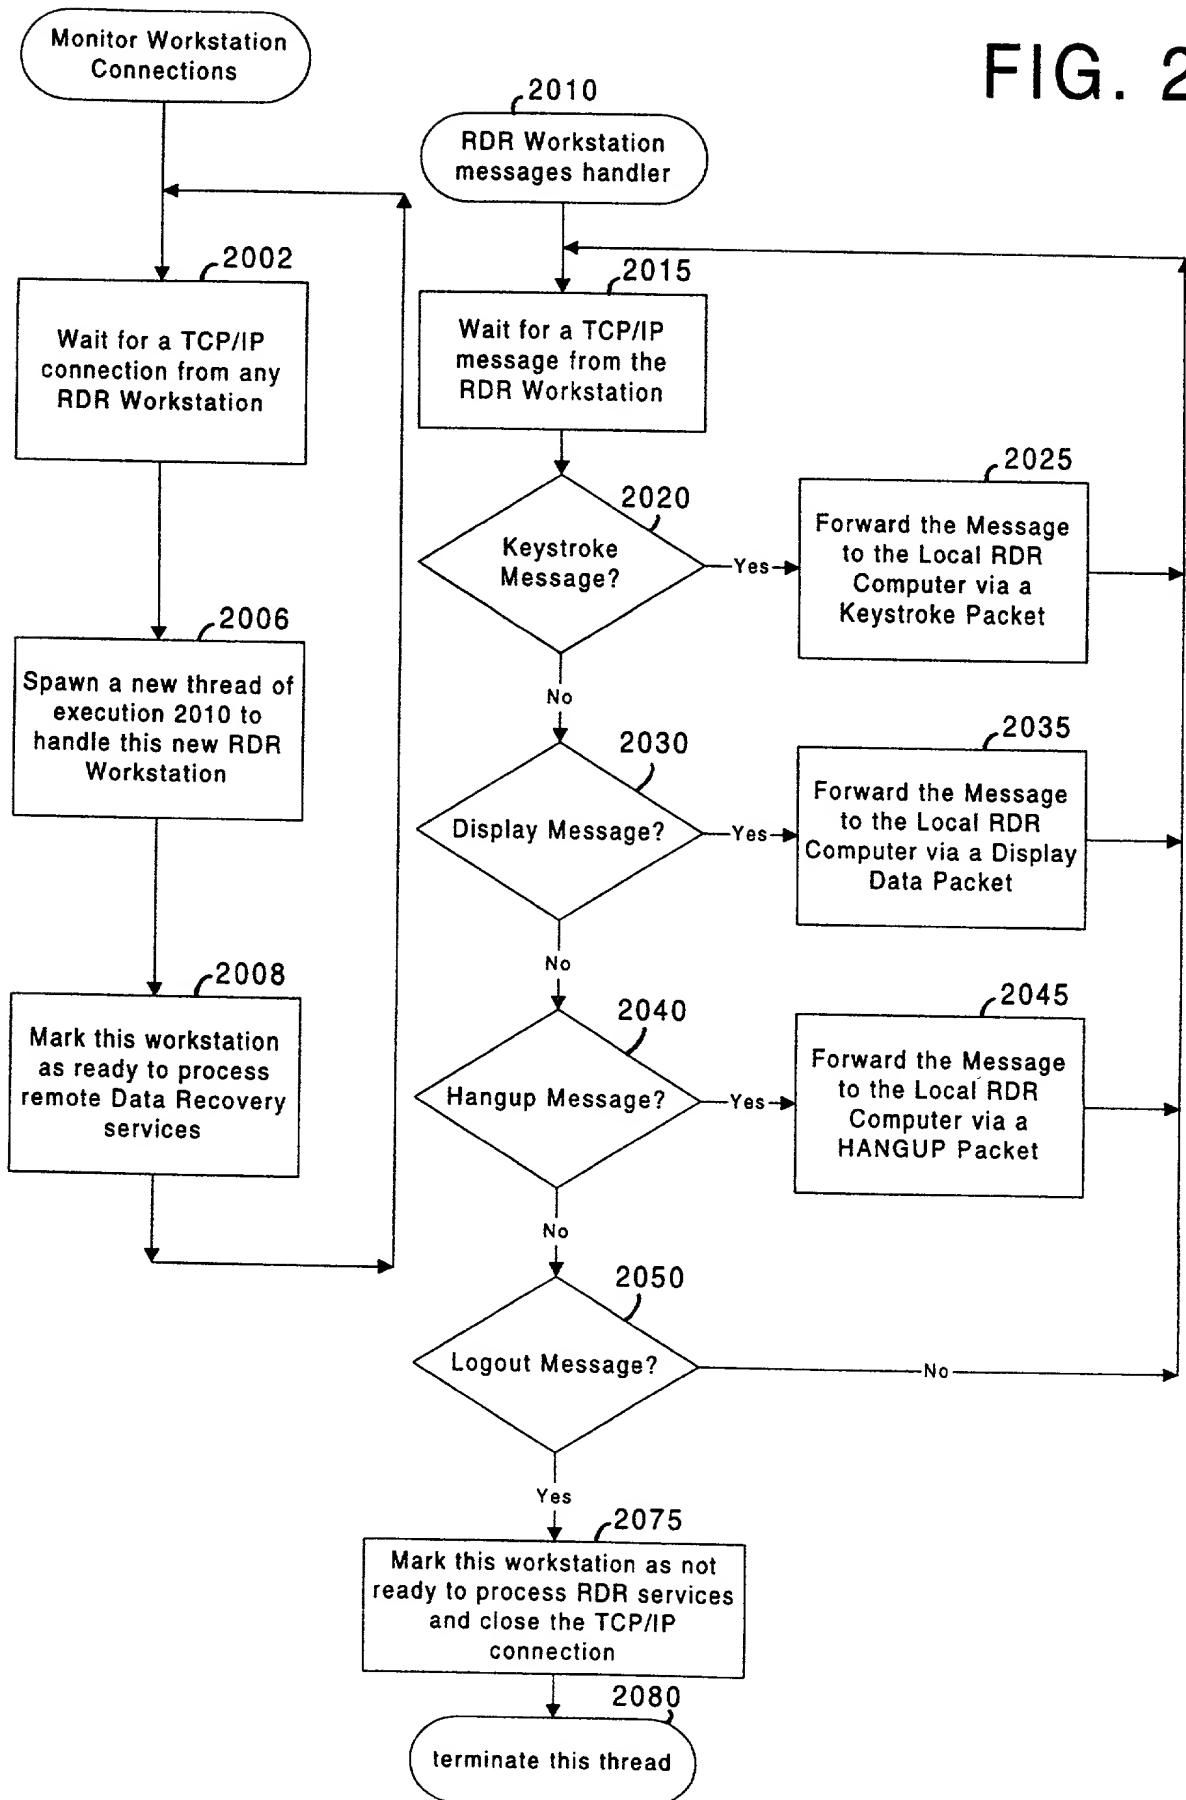 Monitor Workstation
Connections
FIG. 2
2010
RDR Workstation
messages handler
2002
Wait for a TCP/IP
connection from any
RDR Workstation
2015
Wait for a TCP/IP
message from the
RDR Workstation
2020
Keystroke
Message?
Yes
2025
Forward the Message
to the Local RDR
Computer via a
Keystroke Packet
No
2006
Spawn a new thread of
execution 2010 to
handle this new RDR
Workstation
2030
Display Message?
Yes
2035
Forward the Message
to the Local RDR
Computer via a Display
Data Packet
No
2008
Mark this workstation
as ready to process
remote Data Recovery
services
2040
Hangup Message?
Yes
2045
Forward the Message
to the Local RDR
Computer via a
HANGUP Packet
No
2050
Logout Message?
No
Yes
2075
Mark this workstation as not
ready to process RDR services
and close the TCP/IP
connection
2080
terminate this thread